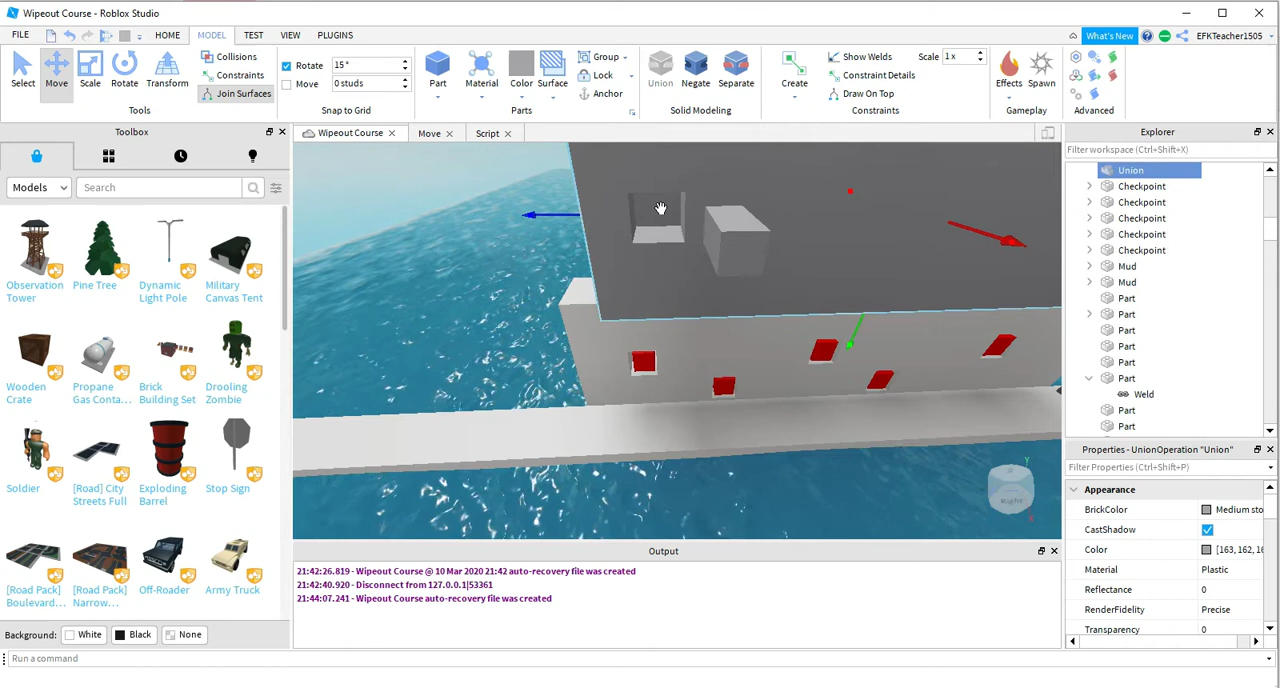 Wipeout Course - Roblox Studio
FILE HOME MODEL TEST VIEW PLUGINS What's New EFKTeacher1505
Select Move Scale Rotate Transform
Collisions
Constraints
Join Surfaces
Tools
Rotate 15°
Move 0 studs
Snap to Grid
Part Material Color Surface
Group
Lock
Anchor
Parts
Union Negate Separate
Solid Modeling
Create
Show Welds Scale 1 x
Constraint Details
Draw On Top
Constraints
Effects Spawn
Gameplay
Advanced
Toolbox
Models Search
Observation Tower
Pine Tree
Dynamic Light Pole
Military Canvas Tent
Wooden Crate
Propane Gas Conta...
Brick Building Set
Drooling Zombie
Soldier
[Road] City Streets Full
Exploding Barrel
Stop Sign
[Road Pack] Boulevard...
[Road Pack] Narrow...
Off-Roader
Army Truck
Background: White Black None
Run a command
Wipeout Course Move Script
Output
21:42:26.819 - Wipeout Course @ 10 Mar 2020 21:42 auto-recovery file was created
21:42:40.920 - Disconnect from 127.0.0.1|53361
21:44:07.241 - Wipeout Course auto-recovery file was created
Explorer
Filter workspace (Ctrl+Shift+X)
Union
Checkpoint
Checkpoint
Checkpoint
Checkpoint
Checkpoint
Mud
Mud
Part
Part
Part
Part
Part
Part
Weld
Part
Part
Properties - UnionOperation "Union"
Filter Properties (Ctrl+Shift+P)
Appearance
BrickColor Medium sto
CastShadow
Color [163, 162, 16
Material Plastic
Reflectance 0
RenderFidelity Precise
Transparency 0